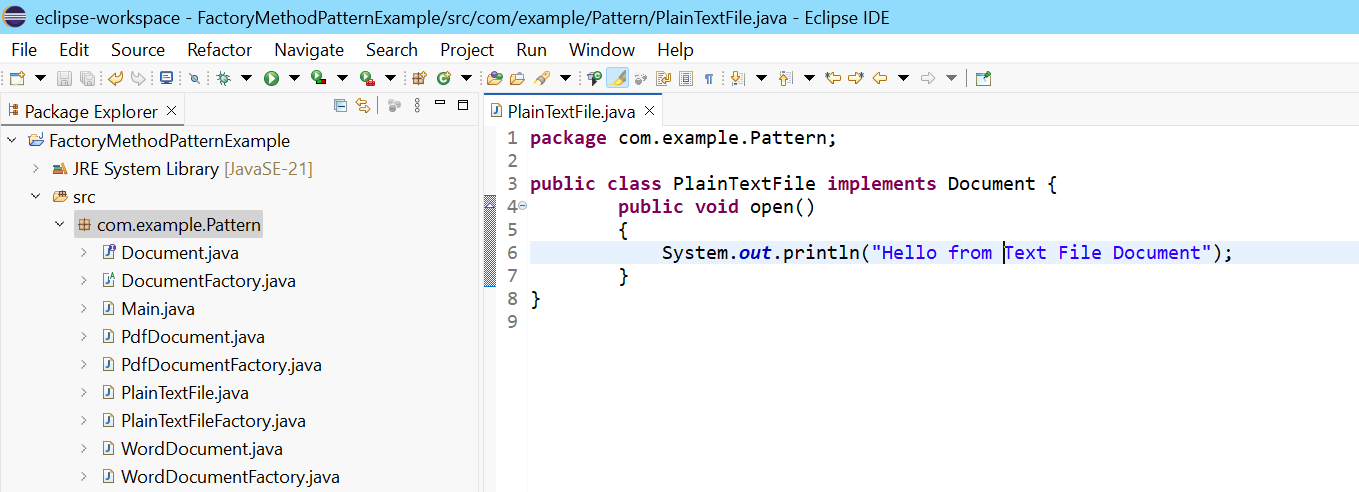 eclipse-workspace - FactoryMethodPatternExample/src/com/example/Pattern/PlainTextFile.java - Eclipse IDE
File Edit Source Refactor Navigate Search Project Run Window Help
Package Explorer
FactoryMethodPatternExample
JRE System Library [JavaSE-21]
src
com.example.Pattern
Document.java
DocumentFactory.java
Main.java
PdfDocument.java
PdfDocumentFactory.java
PlainTextFile.java
PlainTextFileFactory.java
WordDocument.java
WordDocumentFactory.java
PlainTextFile.java
1 package com.example.Pattern;
2
3 public class PlainTextFile implements Document {
4 public void open()
5 {
6 System.out.println("Hello from Text File Document");
7 }
8 }
9